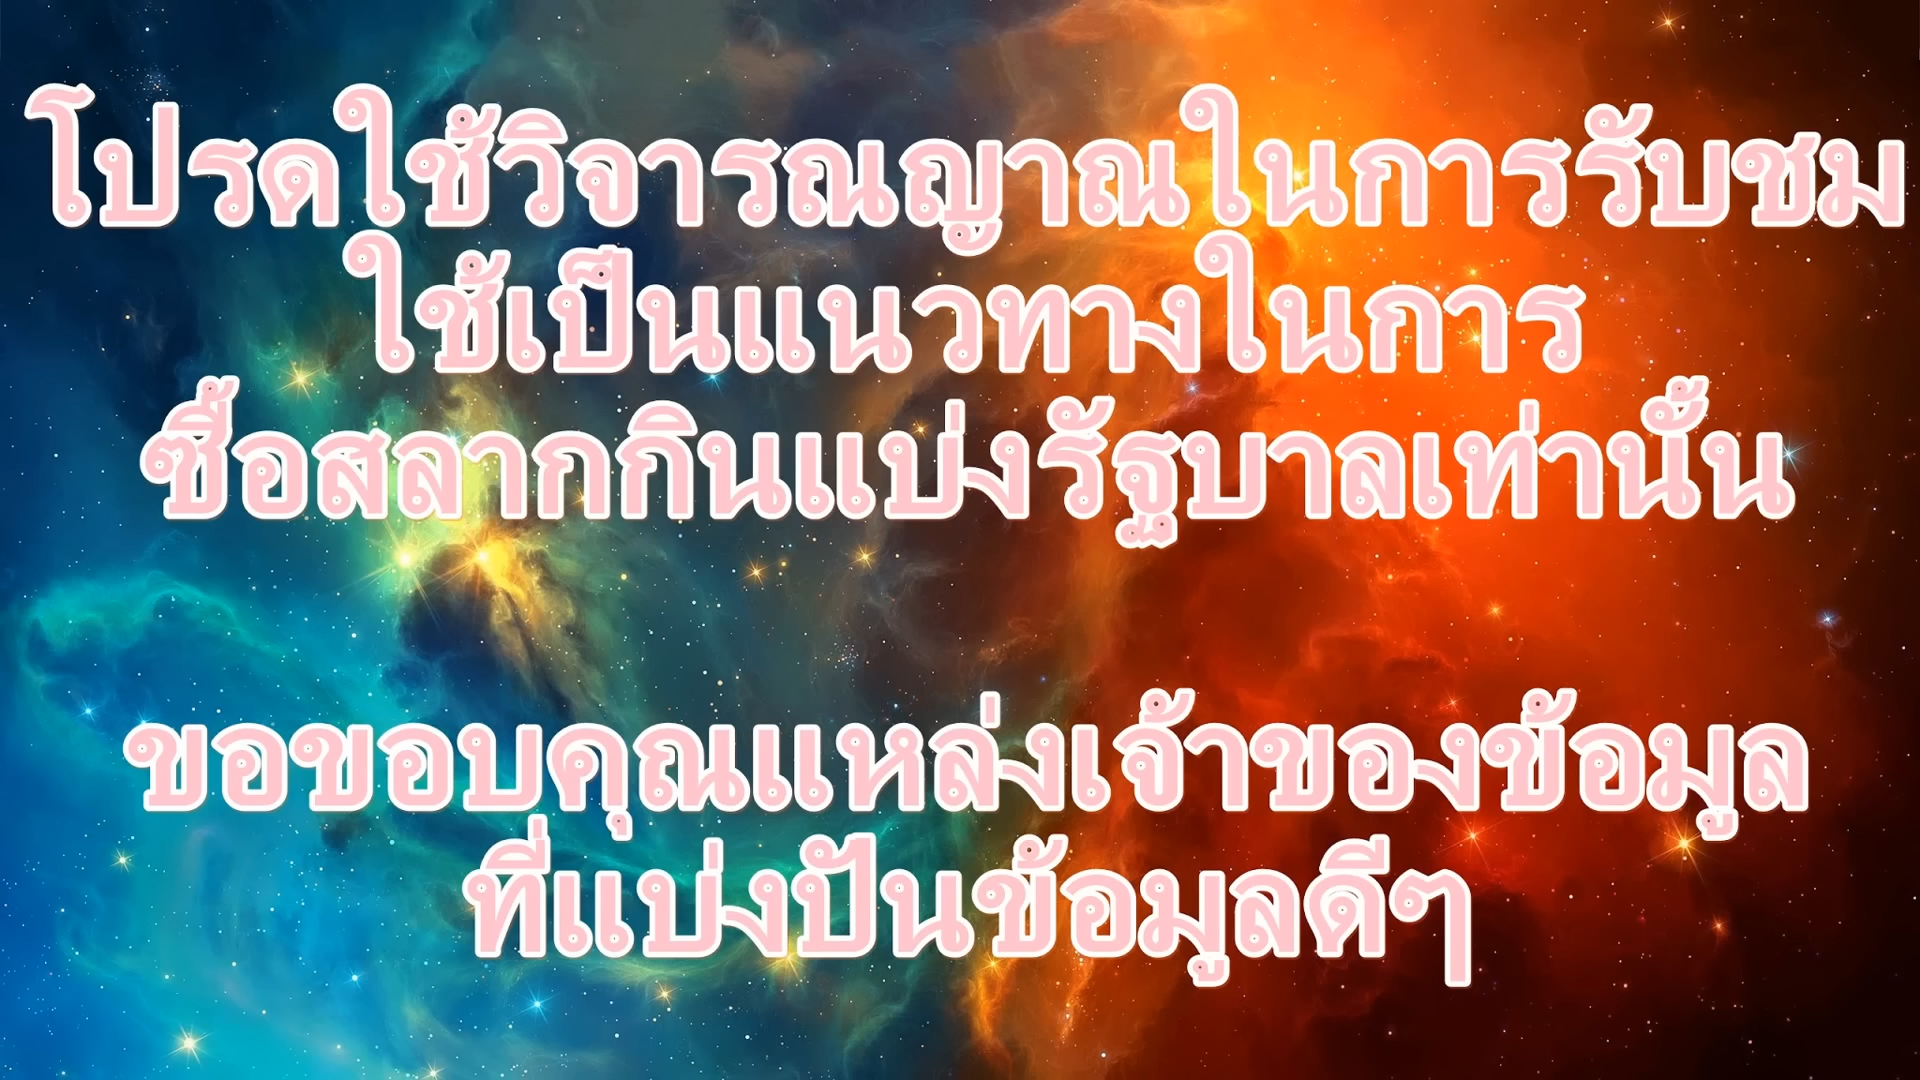 โปรดใช้วิจารณญาณในการรับชม
ใช้เป็นแนวทางในการ
ซื้อสลากกินแบ่งรัฐบาลเท่านั้น
ขอขอบคุณแหล่งเจ้าของข้อมูล
ที่แบ่งปันข้อมูลดีๆ